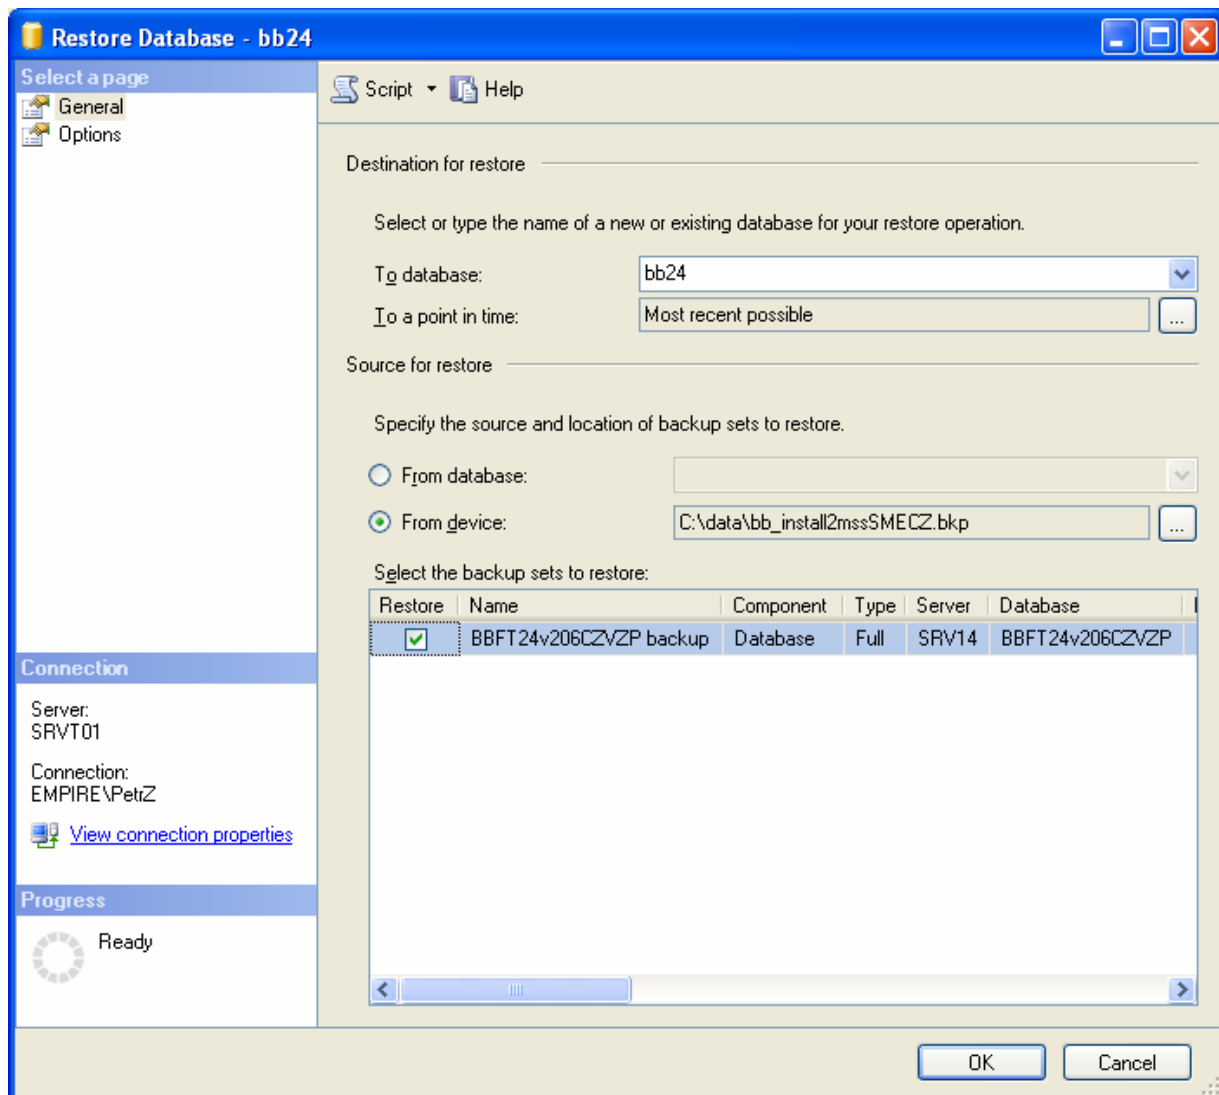 Restore Database - bb24
Select a page
General
Options
Script
Help
Destination for restore
Select or type the name of a new or existing database for your restore operation.
To database:
bb24
To a point in time:
Most recent possible
...
Source for restore
Specify the source and location of backup sets to restore.
From database:
From device:
C:\data\bb_install2mssSMECZ.bkp
...
Select the backup sets to restore:
Restore Name Component Type Server Database
BBFT24v206CZVZP backup Database Full SRV14 BBFT24v206CZVZP
Connection
Server:
SRVT01
Connection:
EMPIRE\PetrZ
View connection properties
Progress
Ready
OK
Cancel